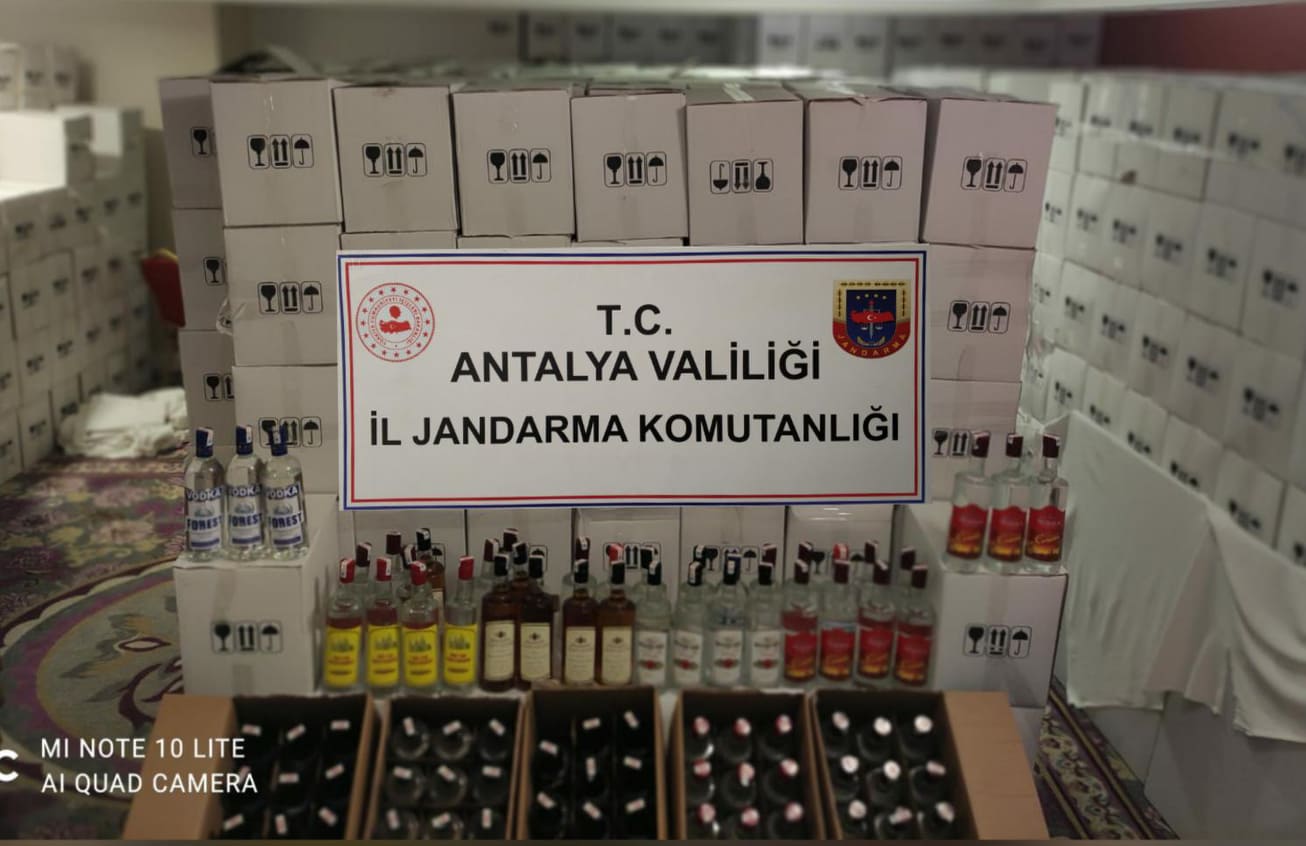 T.C.
ANTALYA VALİLİĞİ
İL JANDARMA KOMUTANLIĞI
JANDARMA
VODKA
FOREST
VODKA
FOREST
VODKA
FOREST
MI NOTE 10 LITE
AI QUAD CAMERA